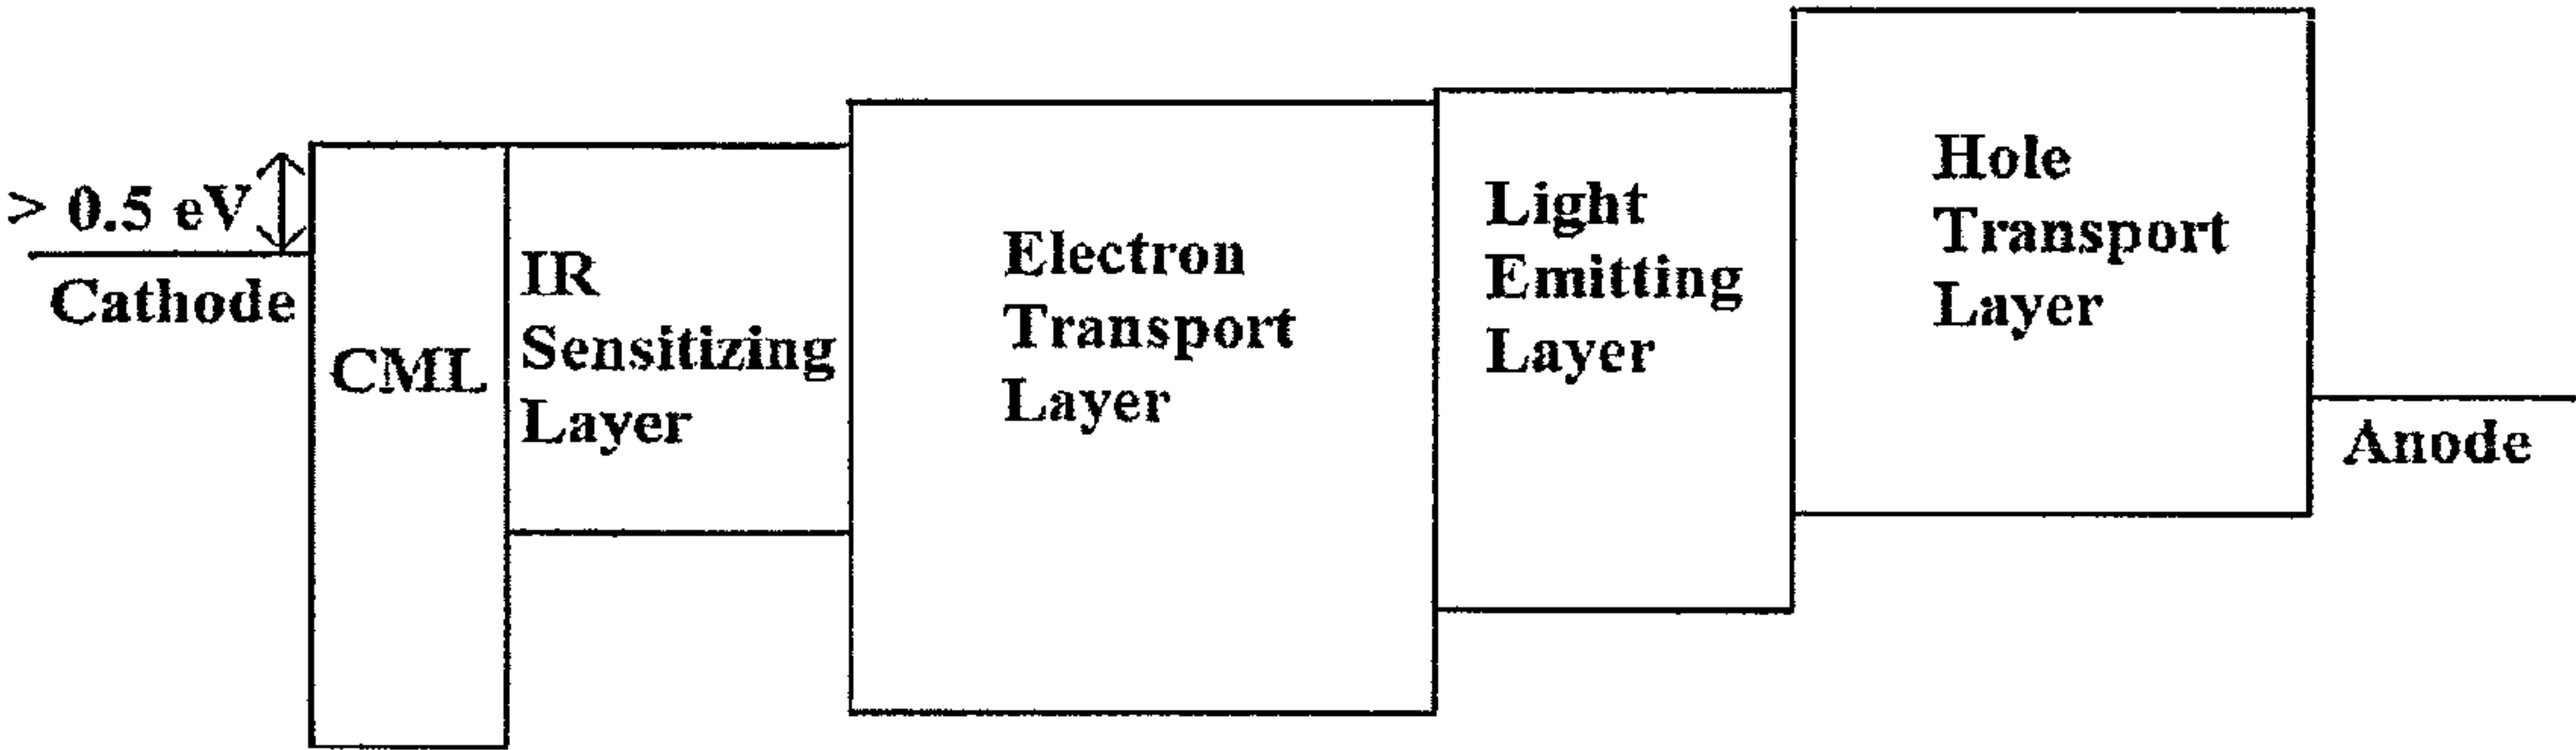 > 0.5 eV
Cathode
CML
IR
Sensitizing
Layer
Electron
Transport
Layer
Light
Emitting
Layer
Hole
Transport
Layer
Anode